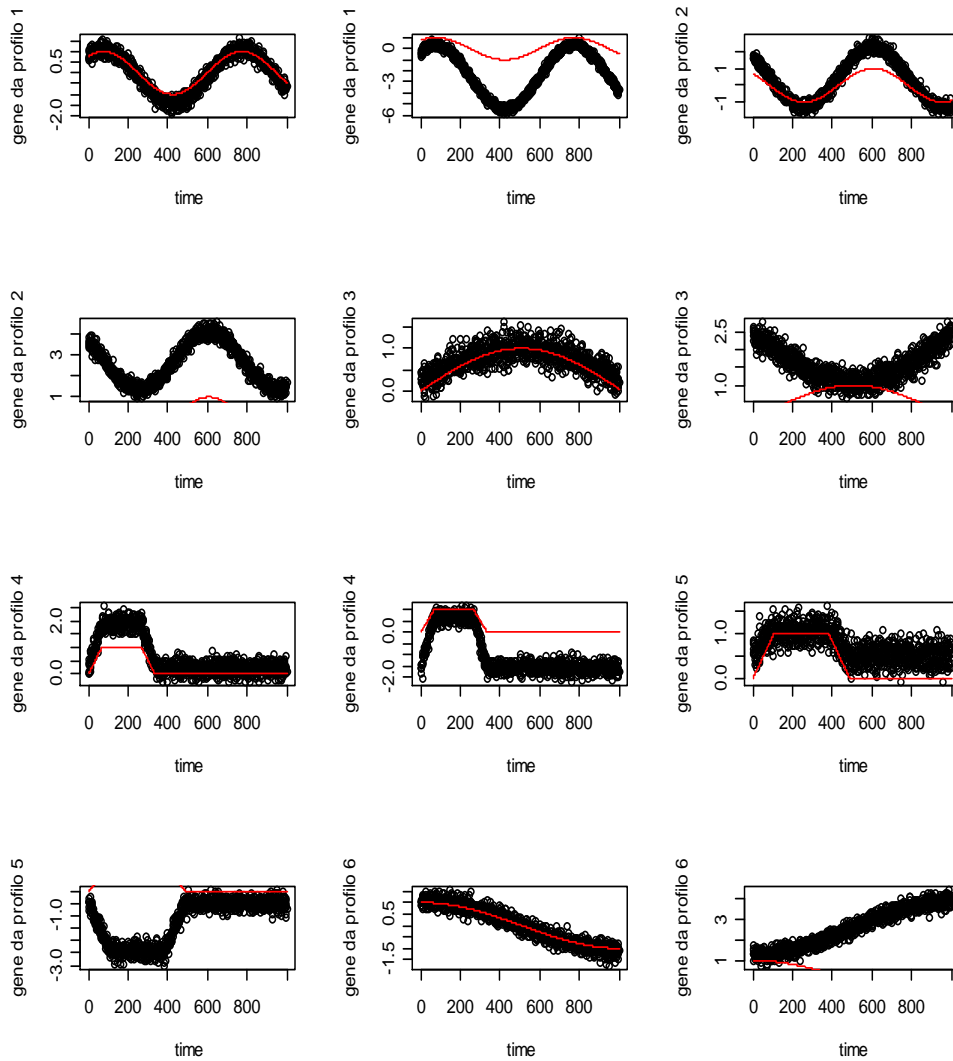 gene da profilo 1
0.5
-2.0
0 200 400 600 800
time
gene da profilo 1
0
-3
-6
0 200 400 600 800
time
gene da profilo 2
1
-1
0 200 400 600 800
time
gene da profilo 2
3
1
0 200 400 600 800
time
gene da profilo 3
1.0
0.0
0 200 400 600 800
time
gene da profilo 3
2.5
1.0
0 200 400 600 800
time
gene da profilo 4
2.0
0.0
0 200 400 600 800
time
gene da profilo 4
0.0
-2.0
0 200 400 600 800
time
gene da profilo 5
1.0
0.0
0 200 400 600 800
time
gene da profilo 5
-1.0
-3.0
0 200 400 600 800
time
gene da profilo 6
0.5
-1.5
0 200 400 600 800
time
gene da profilo 6
3
1
0 200 400 600 800
time